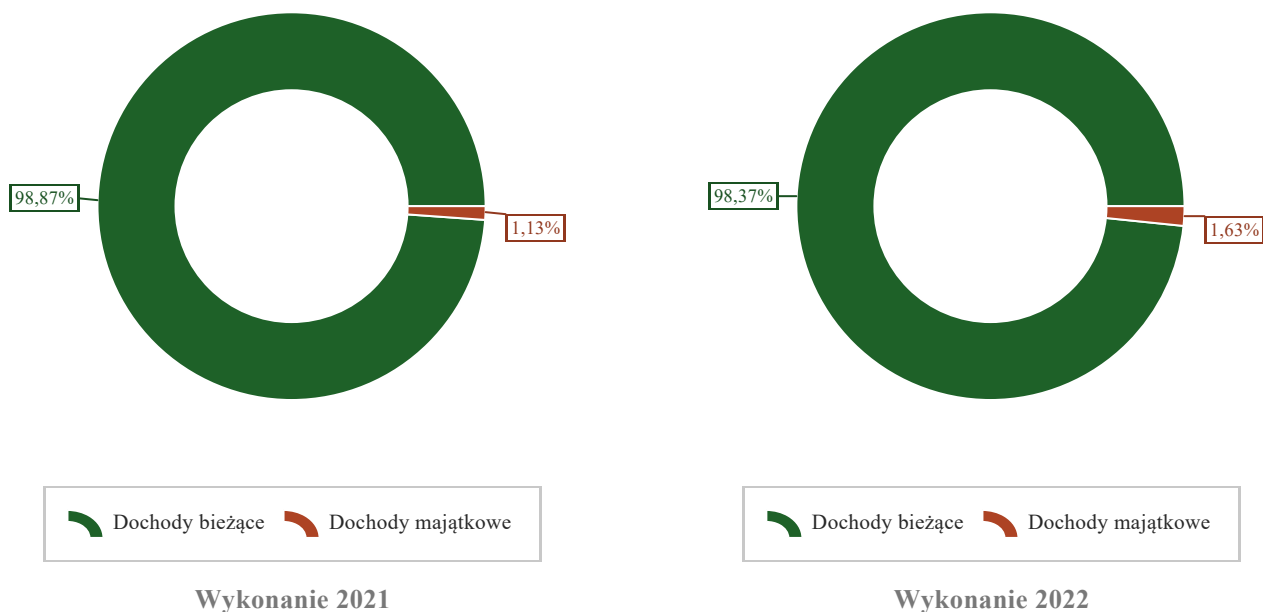 98,87%
1,13%
Dochody bieżące Dochody majątkowe
Wykonanie 2021
98,37%
1,63%
Dochody bieżące Dochody majątkowe
Wykonanie 2022